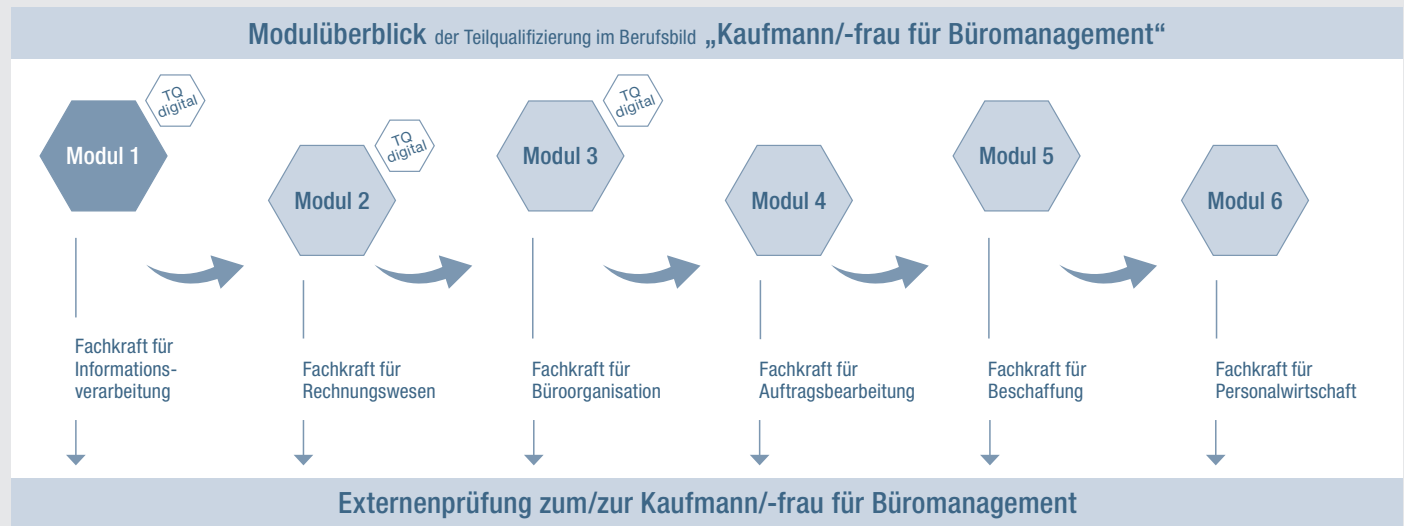 Modulüberblick der Teilqualifizierung im Berufsbild „Kaufmann/-frau für Büromanagement“
Modul 1
TQ
digital
Modul 2
TQ
digital
Modul 3
TQ
digital
Modul 4
Modul 5
Modul 6
Fachkraft für
Informations-
verarbeitung
Fachkraft für
Rechnungswesen
Fachkraft für
Büroorganisation
Fachkraft für
Auftragsbearbeitung
Fachkraft für
Beschaffung
Fachkraft für
Personalwirtschaft
Externenprüfung zum/zur Kaufmann/-frau für Büromanagement